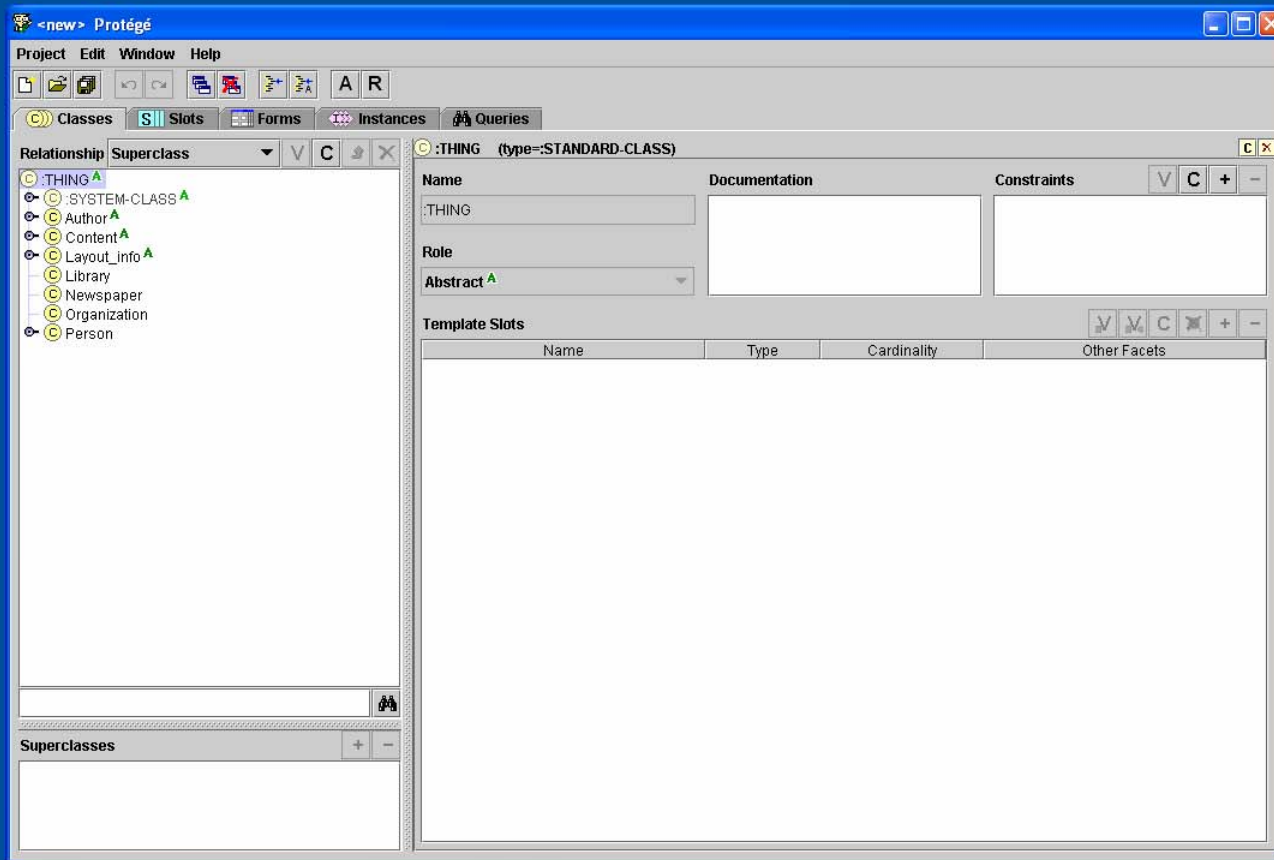 <new> Protégé
Project Edit Window Help
A R
C Classes S Slots Forms I Instances Queries
Relationship Superclass V C
C :THING A
C :SYSTEM-CLASS A
C Author A
C Content A
C Layout_info A
C Library
C Newspaper
C Organization
C Person
Superclasses + -
C :THING (type=:STANDARD-CLASS) C ×
Name Documentation Constraints V C + -
:THING
Role
Abstract A
Template Slots V V C + -
Name Type Cardinality Other Facets